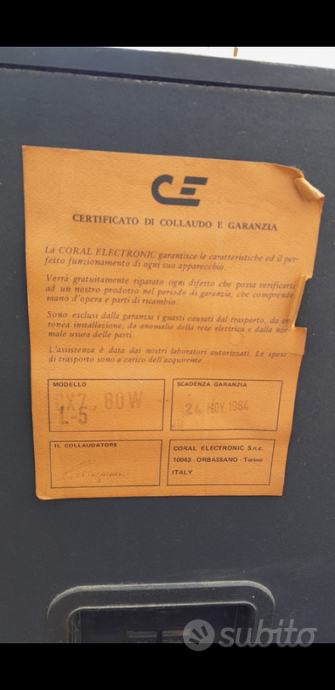 CE
CERTIFICATO DI COLLAUDO E GARANZIA
La CORAL ELECTRONIC garantisce le caratteristiche ed il per-
fetto funzionamento di ogni suo apparecchio.
Verrà gratuitamente riparato ogni difetto che possa verificarsi
ad un nostro prodotto nel periodo di garanzia, che comprende
mano d'opera e parti di ricambio.
Sono esclusi dalla garanzia i guasti causati dal trasporto, da er-
ronea installazione, da anomalie della rete elettrica e dalla nor-
male usura delle parti.
L'assistenza è data dai nostri laboratori autorizzati. Le spese
di trasporto sono a carico dell'acquirente.
MODELLO
80W
L-5
SCADENZA GARANZIA
24 NOV 1984
IL COLLAUDATORE
CORAL ELECTRONIC S.n.c.
10043 - ORBASSANO - Torino
ITALY
subito